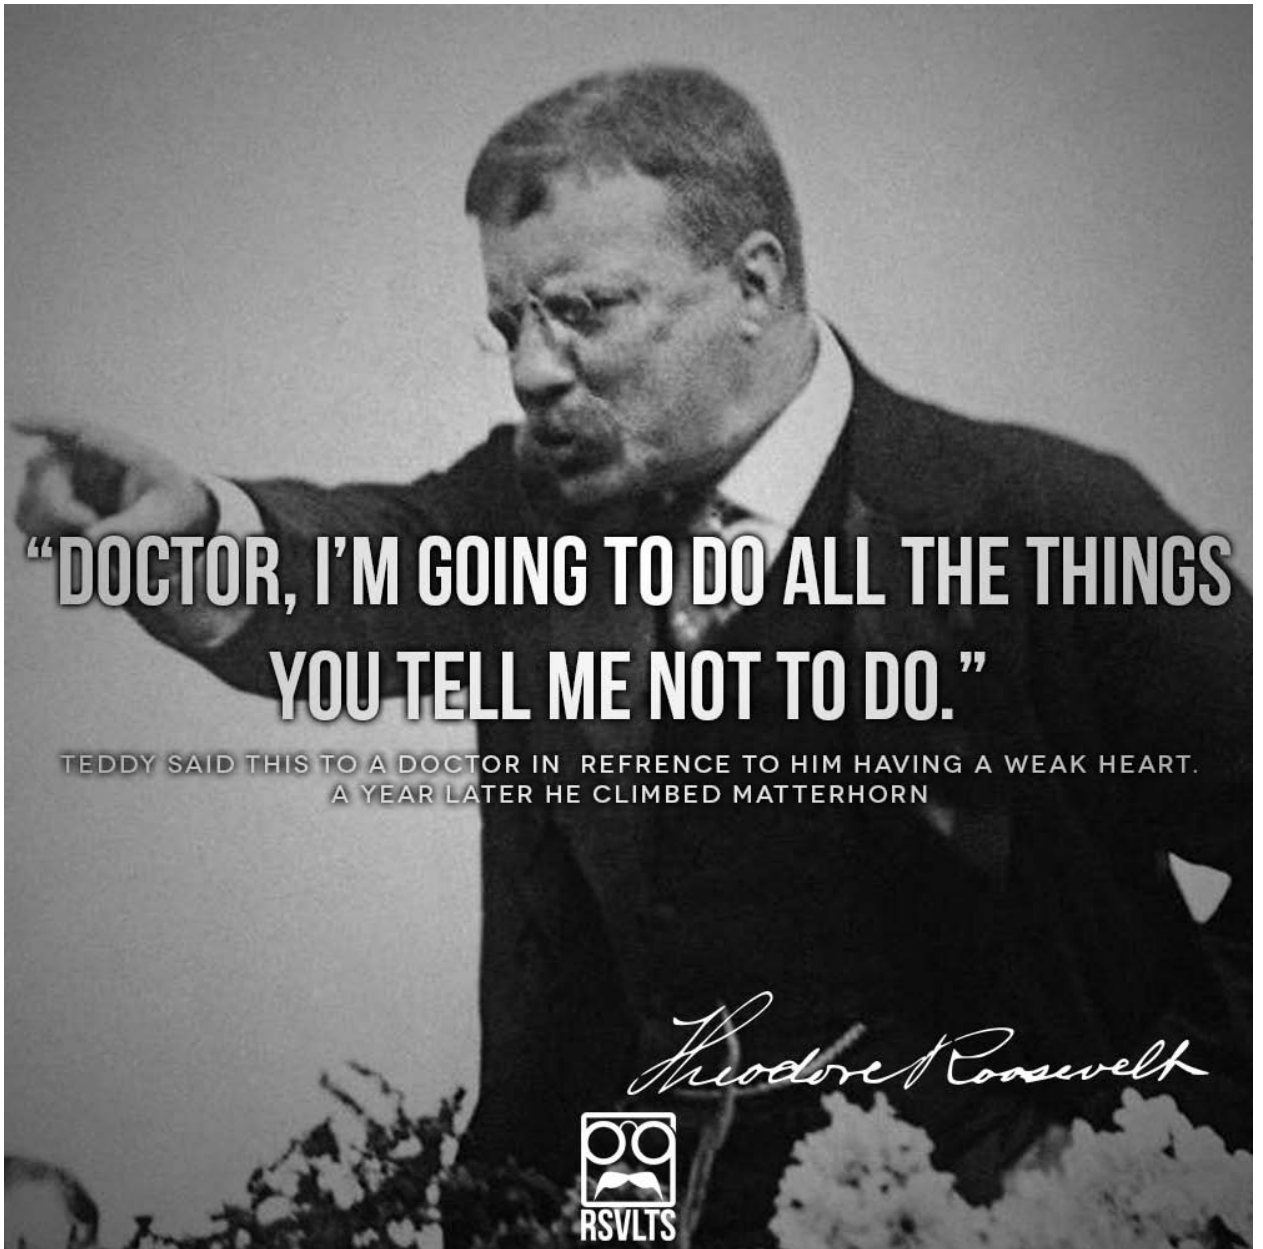 “DOCTOR, I’M GOING TO DO ALL THE THINGS
YOU TELL ME NOT TO DO.”
TEDDY SAID THIS TO A DOCTOR IN REFRENCE TO HIM HAVING A WEAK HEART.
A YEAR LATER HE CLIMBED MATTERHORN
Theodore Roosevelt
RSVLTS